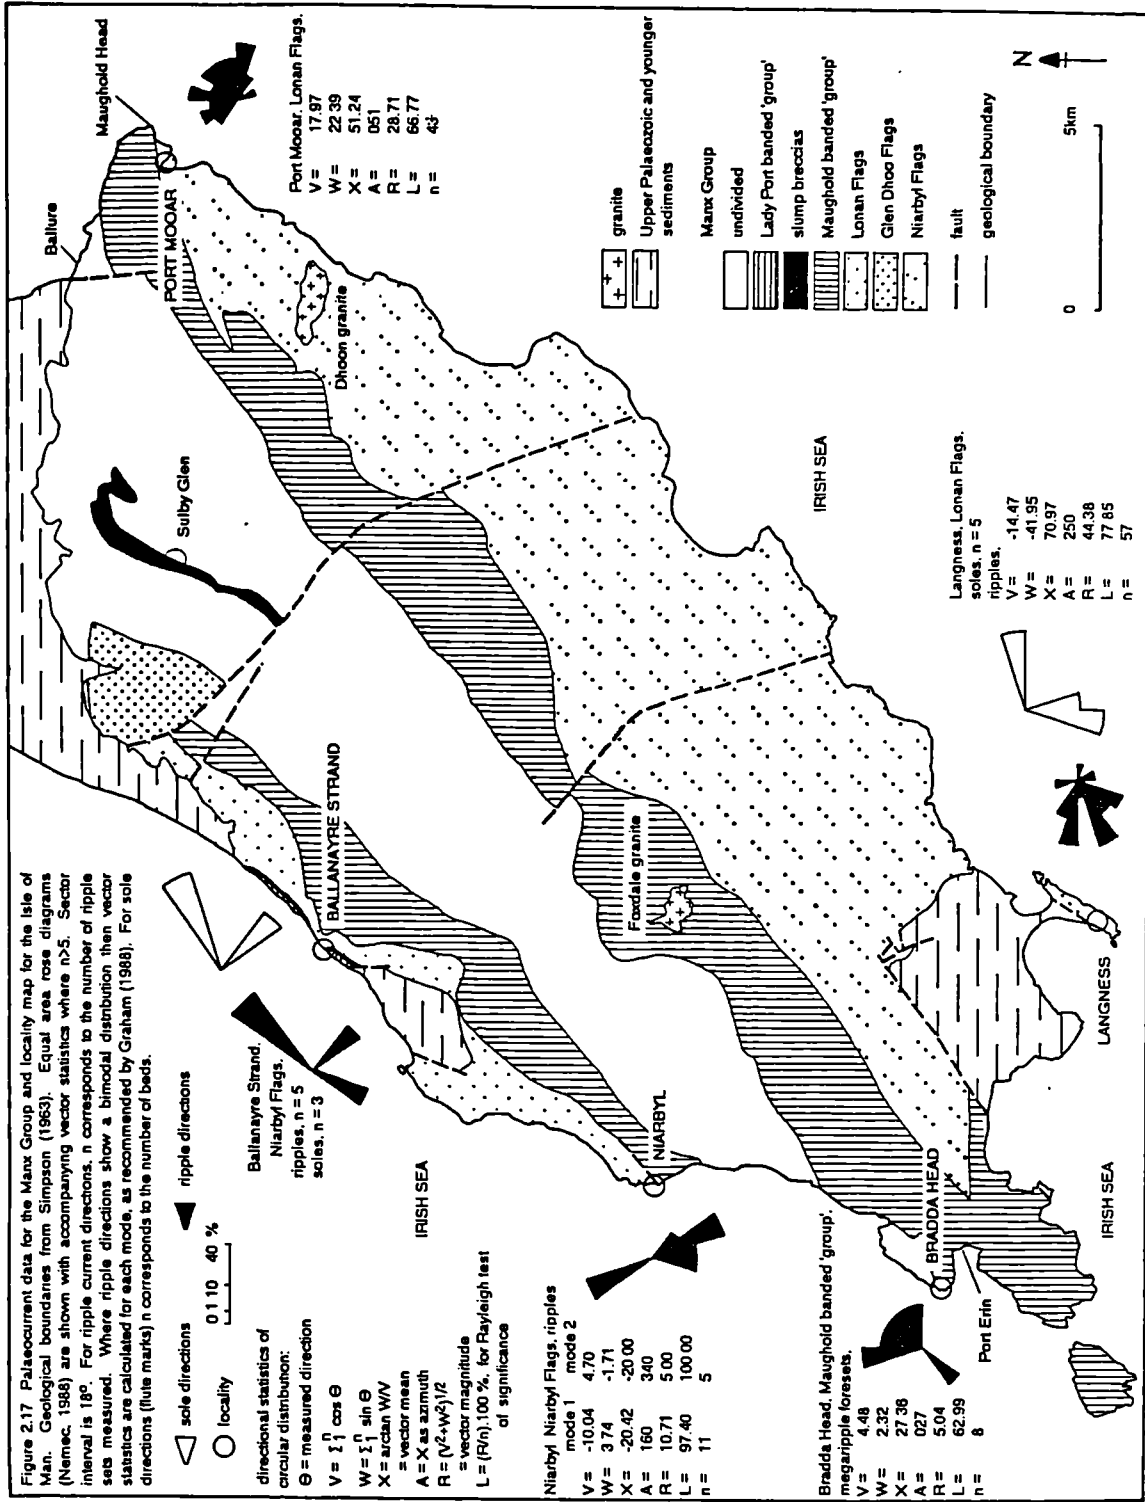 Figure 2.17 Palaeocurrent data for the Manx Group and locality map for the Isle of
Man. Geological boundaries from Simpson (1963). Equal area rose diagrams
(Nemec, 1988) are shown with accompanying vector statistics where n>5. Sector
interval is 18º. For ripple current directions, n corresponds to the number of ripple
sets measured. Where ripple directions show a bimodal distribution then vector
statistics are calculated for each mode, as recommended by Graham (1988). For sole
directions (flute marks) n corresponds to the number of beds.
sole directions
ripple directions
locality
0 1 10 40 %
directional statistics of
circular distribution:
Θ = measured direction
V = Σ₁ⁿ cos Θ
W = Σ₁ⁿ sin Θ
X = arctan W/V
= vector mean
A = X as azimuth
R = (V²+W²)1/2
= vector magnitude
L = (R/n).100 %, for Rayleigh test
of significance
Ballanayre Strand.
Niarbyl Flags.
ripples, n = 5
soles, n = 3
IRISH SEA
Niarbyl Niarbyl Flags, ripples
mode 1 mode 2
V = -10.04 4.70
W = 3 74 -1.71
X = -20.42 -20 00
A = 160 340
R = 10.71 5 00
L = 97.40 100 00
n = 11 5
Bradda Head, Maughold banded 'group'.
megaripple foresets.
V = 4.48
W = 2.32
X = 27 38
A = 027
R = 5.04
L = 62.99
n = 8
NIARBYL
BALLANAYRE STRAND
BRADDA HEAD
Port Erin
IRISH SEA
Sulby Glen
Foxdale granite
Dhoon granite
Ballure
PORT MOOAR
Maughold Head
Port Mooar. Lonan Flags.
V = 17.97
W = 22 39
X = 51.24
A = 051
R = 28.71
L = 66.77
n = 43
LANGNESS
Langness, Lonan Flags.
soles, n = 5
ripples,
V = -14.47
W = -41.95
X = 70.97
A = 250
R = 44.38
L = 77 85
n = 57
IRISH SEA
granite
Upper Palaeozoic and younger
sediments
Manx Group
undivided
Lady Port banded 'group'
slump breccias
Maughold banded 'group'
Lonan Flags
Glen Dhoo Flags
Niarbyl Flags
fault
geological boundary
0 5km
N